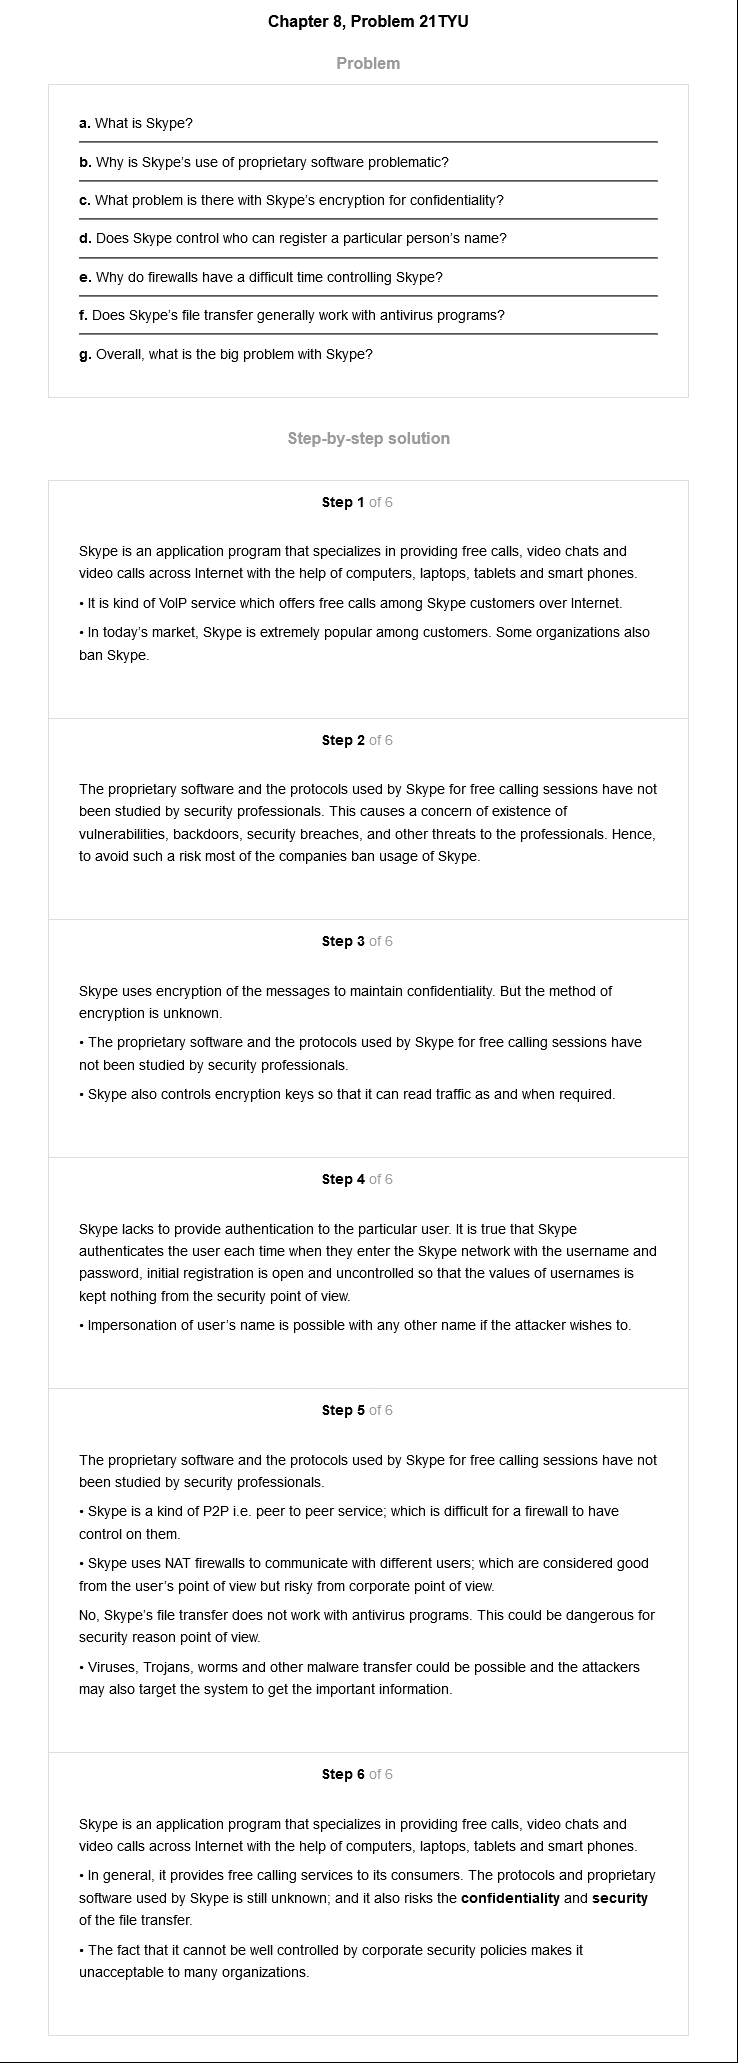 Chapter 8, Problem 21TYU
Problem
a. What is Skype?
b. Why is Skype's use of proprietary software problematic?
c. What problem is there with Skype's encryption for confidentiality?
d. Does Skype control who can register a particular person's name?
e. Why do firewalls have a difficult time controlling Skype?
f. Does Skype's file transfer generally work with antivirus programs?
g. Overall, what is the big problem with Skype?
Step-by-step solution
Step 1 of 6
Skype is an application program that specializes in providing free calls, video chats and
video calls across Internet with the help of computers, laptops, tablets and smart phones.
• It is kind of VoIP service which offers free calls among Skype customers over Internet.
• In today's market, Skype is extremely popular among customers. Some organizations also
ban Skype.
Step 2 of 6
The proprietary software and the protocols used by Skype for free calling sessions have not
been studied by security professionals. This causes a concern of existence of
vulnerabilities, backdoors, security breaches, and other threats to the professionals. Hence,
to avoid such a risk most of the companies ban usage of Skype.
Step 3 of 6
Skype uses encryption of the messages to maintain confidentiality. But the method of
encryption is unknown.
• The proprietary software and the protocols used by Skype for free calling sessions have
not been studied by security professionals.
• Skype also controls encryption keys so that it can read traffic as and when required.
Step 4 of 6
Skype lacks to provide authentication to the particular user. It is true that Skype
authenticates the user each time when they enter the Skype network with the username and
password, initial registration is open and uncontrolled so that the values of usernames is
kept nothing from the security point of view.
• Impersonation of user's name is possible with any other name if the attacker wishes to.
Step 5 of 6
The proprietary software and the protocols used by Skype for free calling sessions have not
been studied by security professionals.
• Skype is a kind of P2P i.e. peer to peer service; which is difficult for a firewall to have
control on them.
• Skype uses NAT firewalls to communicate with different users; which are considered good
from the user's point of view but risky from corporate point of view.
No, Skype's file transfer does not work with antivirus programs. This could be dangerous for
security reason point of view.
• Viruses, Trojans, worms and other malware transfer could be possible and the attackers
may also target the system to get the important information.
Step 6 of 6
Skype is an application program that specializes in providing free calls, video chats and
video calls across Internet with the help of computers, laptops, tablets and smart phones.
• In general, it provides free calling services to its consumers. The protocols and proprietary
software used by Skype is still unknown; and it also risks the confidentiality and security
of the file transfer.
• The fact that it cannot be well controlled by corporate security policies makes it
unacceptable to many organizations.